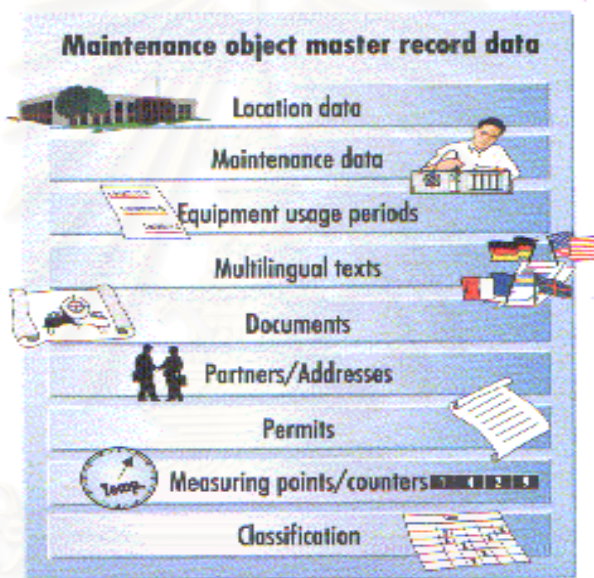 Maintenance object master record data
Location data
Maintenance data
Equipment usage periods
Multilingual texts
Documents
Partners/Addresses
Permits
Temp.
Measuring points/counters
Classification